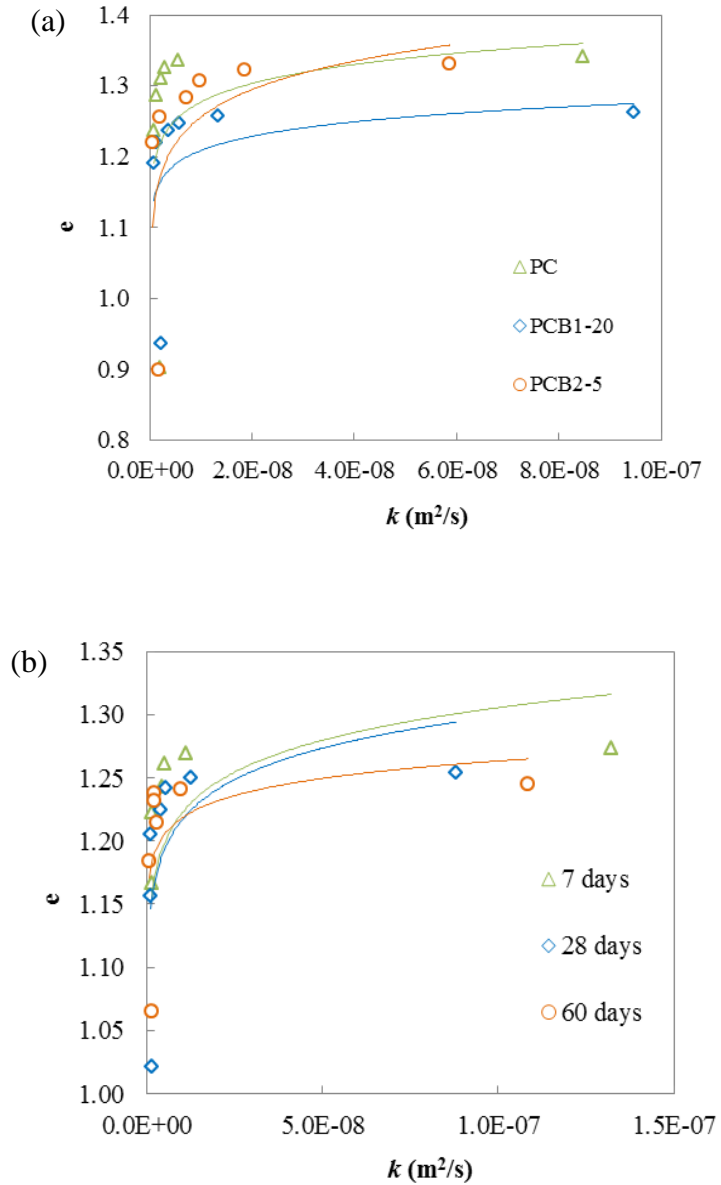 (a)
1.4
1.3
1.2
1.1
1.0
0.9
0.8
e
PC
PCB1-20
PCB2-5
0.0E+00 2.0E-08 4.0E-08 6.0E-08 8.0E-08 1.0E-07
k (m²/s)
(b)
1.35
1.30
1.25
1.20
1.15
1.10
1.05
1.00
e
7 days
28 days
60 days
0.0E+00 5.0E-08 1.0E-07 1.5E-07
k (m²/s)